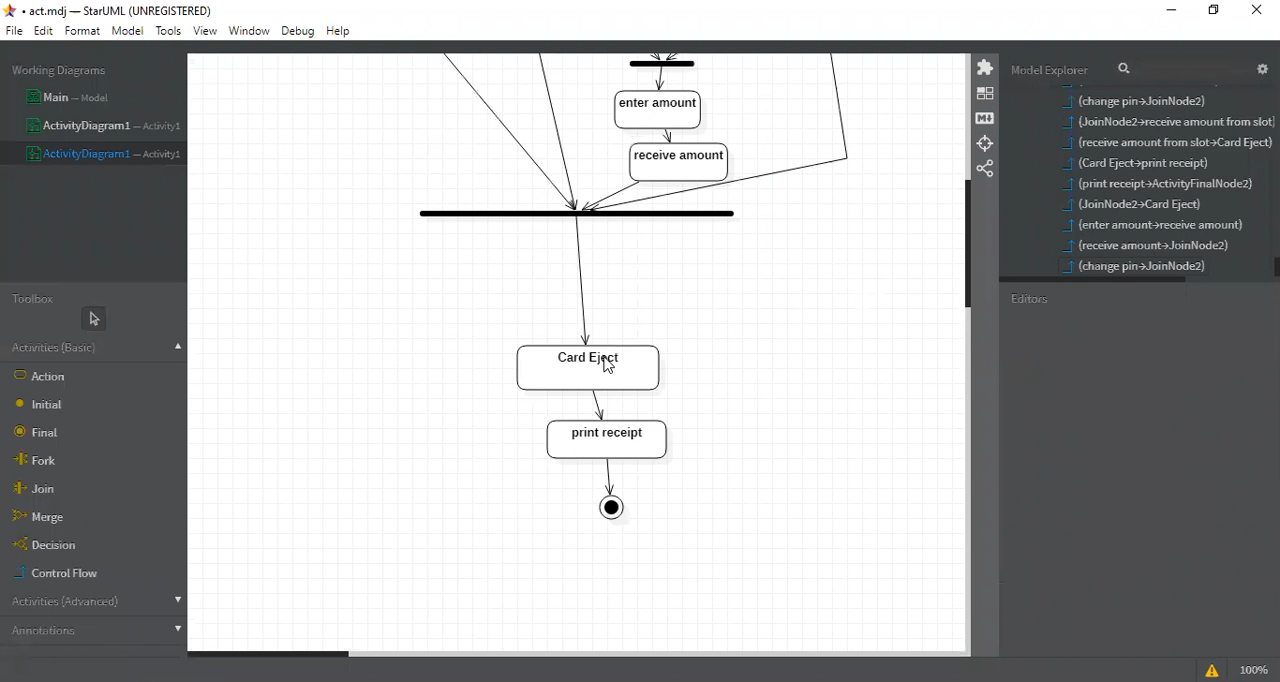 • act.mdj — StarUML (UNREGISTERED)
File Edit Format Model Tools View Window Debug Help
Working Diagrams
Main — Model
ActivityDiagram1 — Activity1
ActivityDiagram1 — Activity1
Toolbox
Activities (Basic)
Action
Initial
Final
Fork
Join
Merge
Decision
Control Flow
Activities (Advanced)
Annotations
enter amount
receive amount
Card Eject
print receipt
Model Explorer
(change pin→JoinNode2)
(JoinNode2→receive amount from slot)
(receive amount from slot→Card Eject)
(Card Eject→print receipt)
(print receipt→ActivityFinalNode2)
(JoinNode2→Card Eject)
(enter amount→receive amount)
(receive amount→JoinNode2)
(change pin→JoinNode2)
Editors
100%